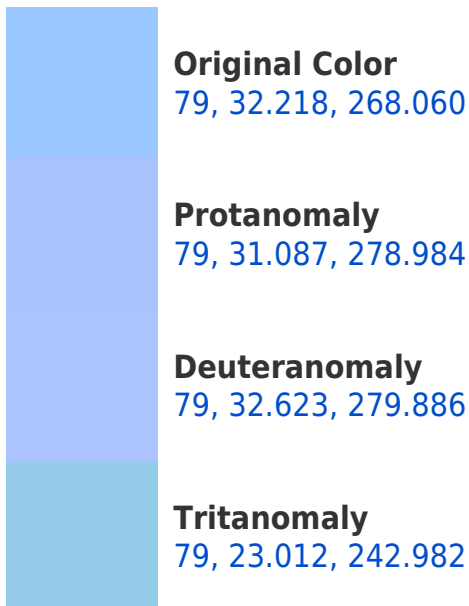 Original Color
79, 32.218, 268.060
Protanomaly
79, 31.087, 278.984
Deuteranomaly
79, 32.623, 279.886
Tritanomaly
79, 23.012, 242.982